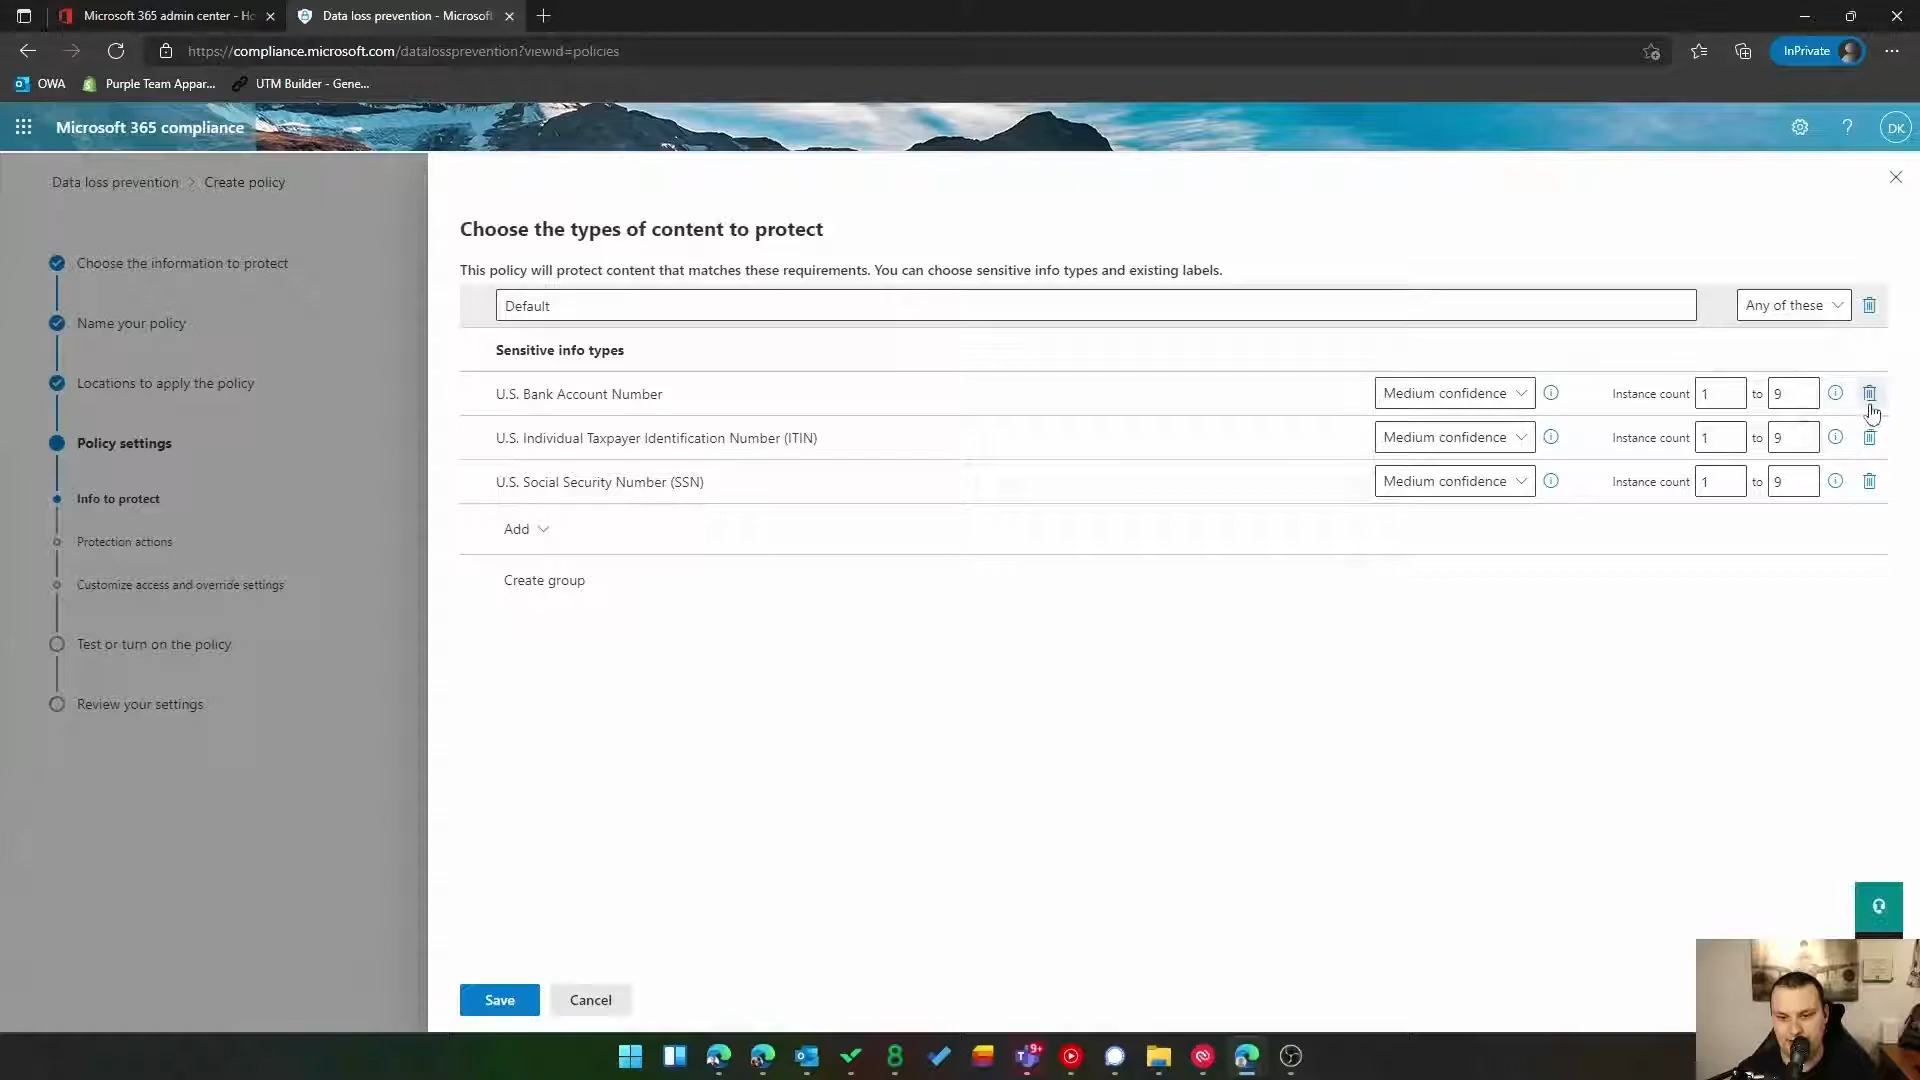 Microsoft 365 admin center - Ho
Data loss prevention - Microsoft
https://compliance.microsoft.com/datalossprevention?viewid=policies
InPrivate
OWA
Purple Team Appar...
UTM Builder - Gene...
Microsoft 365 compliance
?
DK
Data loss prevention > Create policy
Choose the information to protect
Name your policy
Locations to apply the policy
Policy settings
Info to protect
Protection actions
Customize access and override settings
Test or turn on the policy
Review your settings
Choose the types of content to protect
This policy will protect content that matches these requirements. You can choose sensitive info types and existing labels.
Default
Any of these
Sensitive info types
U.S. Bank Account Number
Medium confidence
Instance count 1 to 9
U.S. Individual Taxpayer Identification Number (ITIN)
Medium confidence
Instance count 1 to 9
U.S. Social Security Number (SSN)
Medium confidence
Instance count 1 to 9
Add
Create group
Save
Cancel
9+